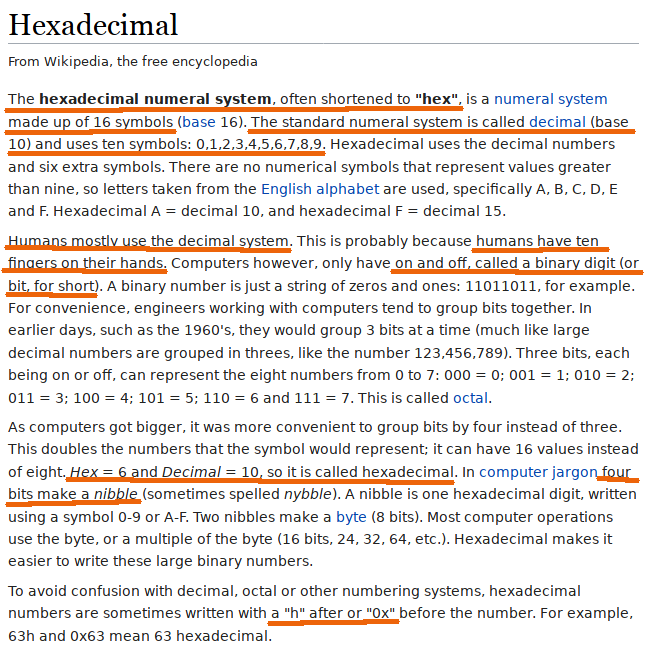 Hexadecimal
From Wikipedia, the free encyclopedia
The hexadecimal numeral system, often shortened to "hex", is a numeral system
made up of 16 symbols (base 16). The standard numeral system is called decimal (base
10) and uses ten symbols: 0,1,2,3,4,5,6,7,8,9. Hexadecimal uses the decimal numbers
and six extra symbols. There are no numerical symbols that represent values greater
than nine, so letters taken from the English alphabet are used, specifically A, B, C, D, E
and F. Hexadecimal A = decimal 10, and hexadecimal F = decimal 15.
Humans mostly use the decimal system. This is probably because humans have ten
fingers on their hands. Computers however, only have on and off, called a binary digit (or
bit, for short). A binary number is just a string of zeros and ones: 11011011, for example.
For convenience, engineers working with computers tend to group bits together. In
earlier days, such as the 1960's, they would group 3 bits at a time (much like large
decimal numbers are grouped in threes, like the number 123,456,789). Three bits, each
being on or off, can represent the eight numbers from 0 to 7: 000 = 0; 001 = 1; 010 = 2;
011 = 3; 100 = 4; 101 = 5; 110 = 6 and 111 = 7. This is called octal.
As computers got bigger, it was more convenient to group bits by four instead of three.
This doubles the numbers that the symbol would represent; it can have 16 values instead
of eight. Hex = 6 and Decimal = 10, so it is called hexadecimal. In computer jargon four
bits make a nibble (sometimes spelled nybble). A nibble is one hexadecimal digit, written
using a symbol 0-9 or A-F. Two nibbles make a byte (8 bits). Most computer operations
use the byte, or a multiple of the byte (16 bits, 24, 32, 64, etc.). Hexadecimal makes it
easier to write these large binary numbers.
To avoid confusion with decimal, octal or other numbering systems, hexadecimal
numbers are sometimes written with a "h" after or "0x" before the number. For example,
63h and 0x63 mean 63 hexadecimal.